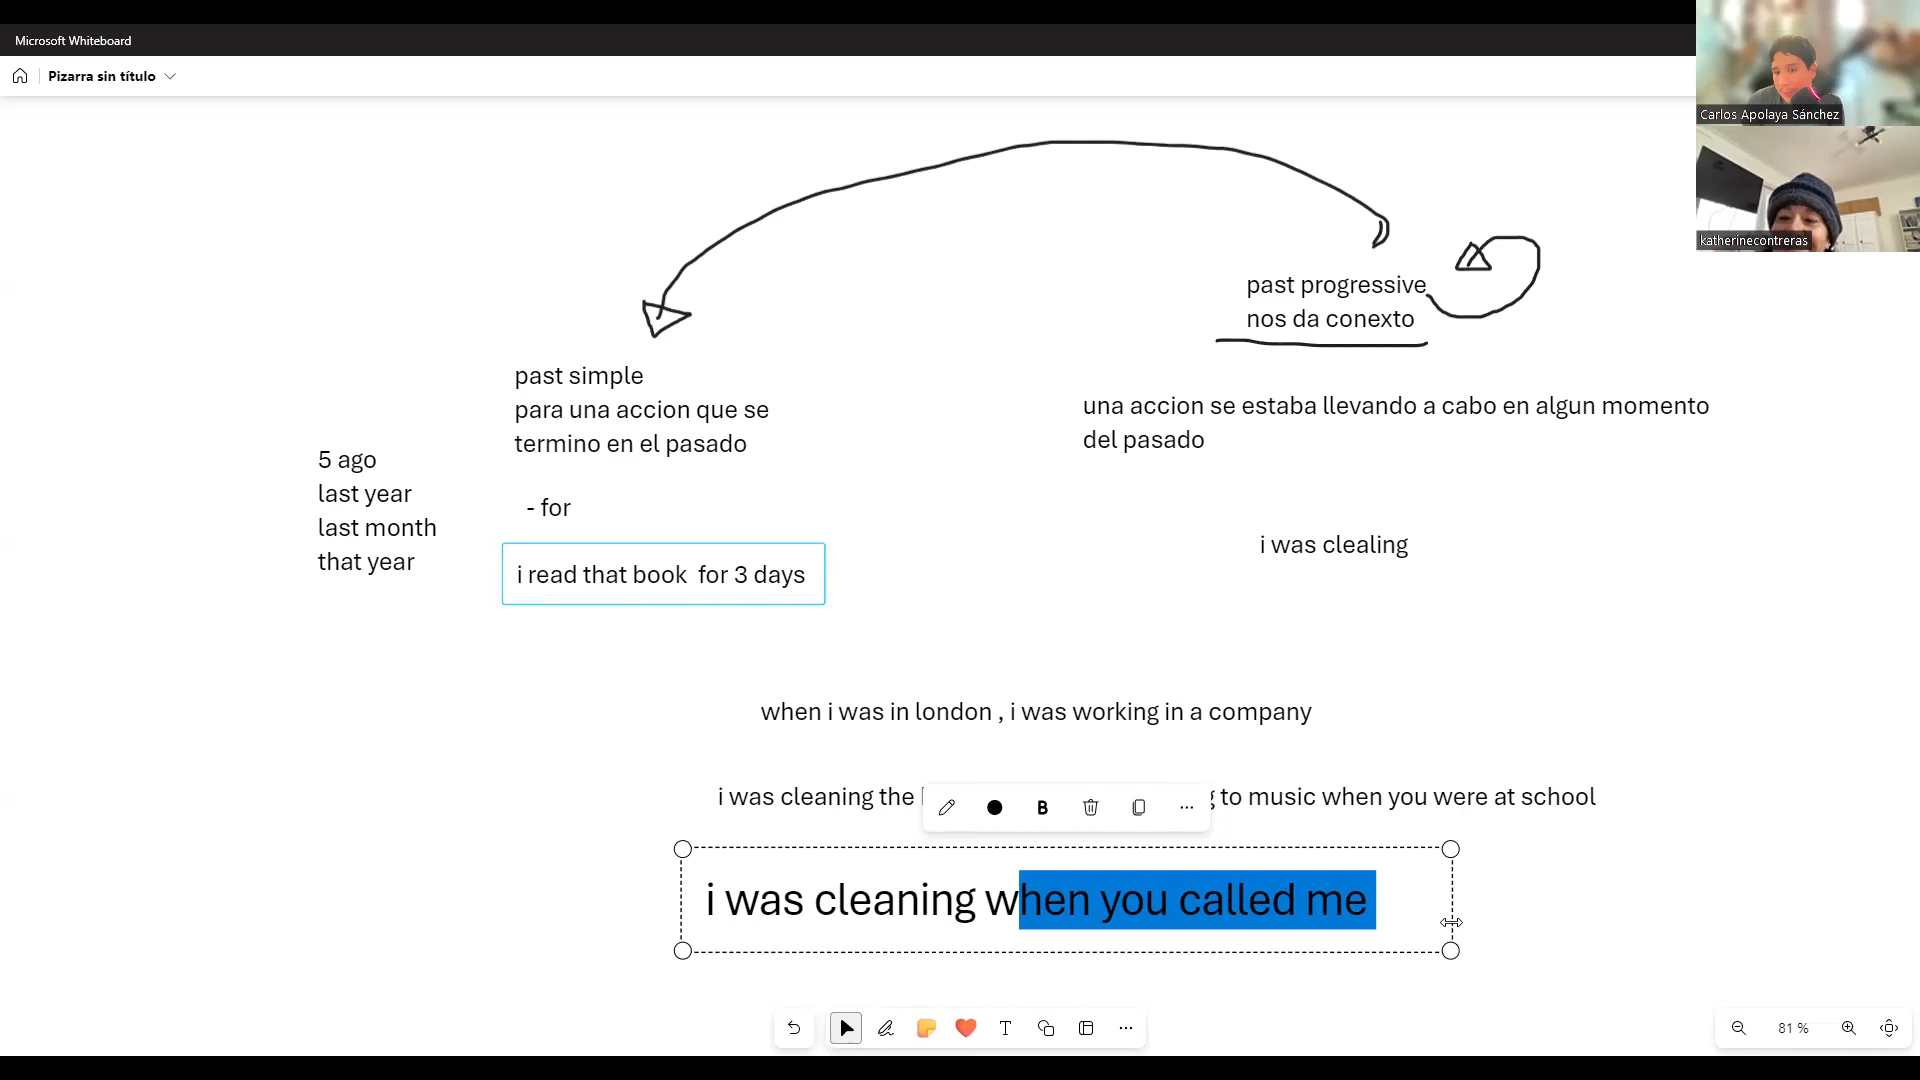 Microsoft Whiteboard
Pizarra sin título
Carlos Apolaya Sánchez
katherinecontreras
past progressive
nos da conexto
past simple
para una accion que se
termino en el pasado
una accion se estaba llevando a cabo en algun momento
del pasado
5 ago
last year
last month
that year
- for
i read that book for 3 days
i was clealing
when i was in london , i was working in a company
i was cleaning the to music when you were at school
B
i was cleaning when you called me
T
81 %